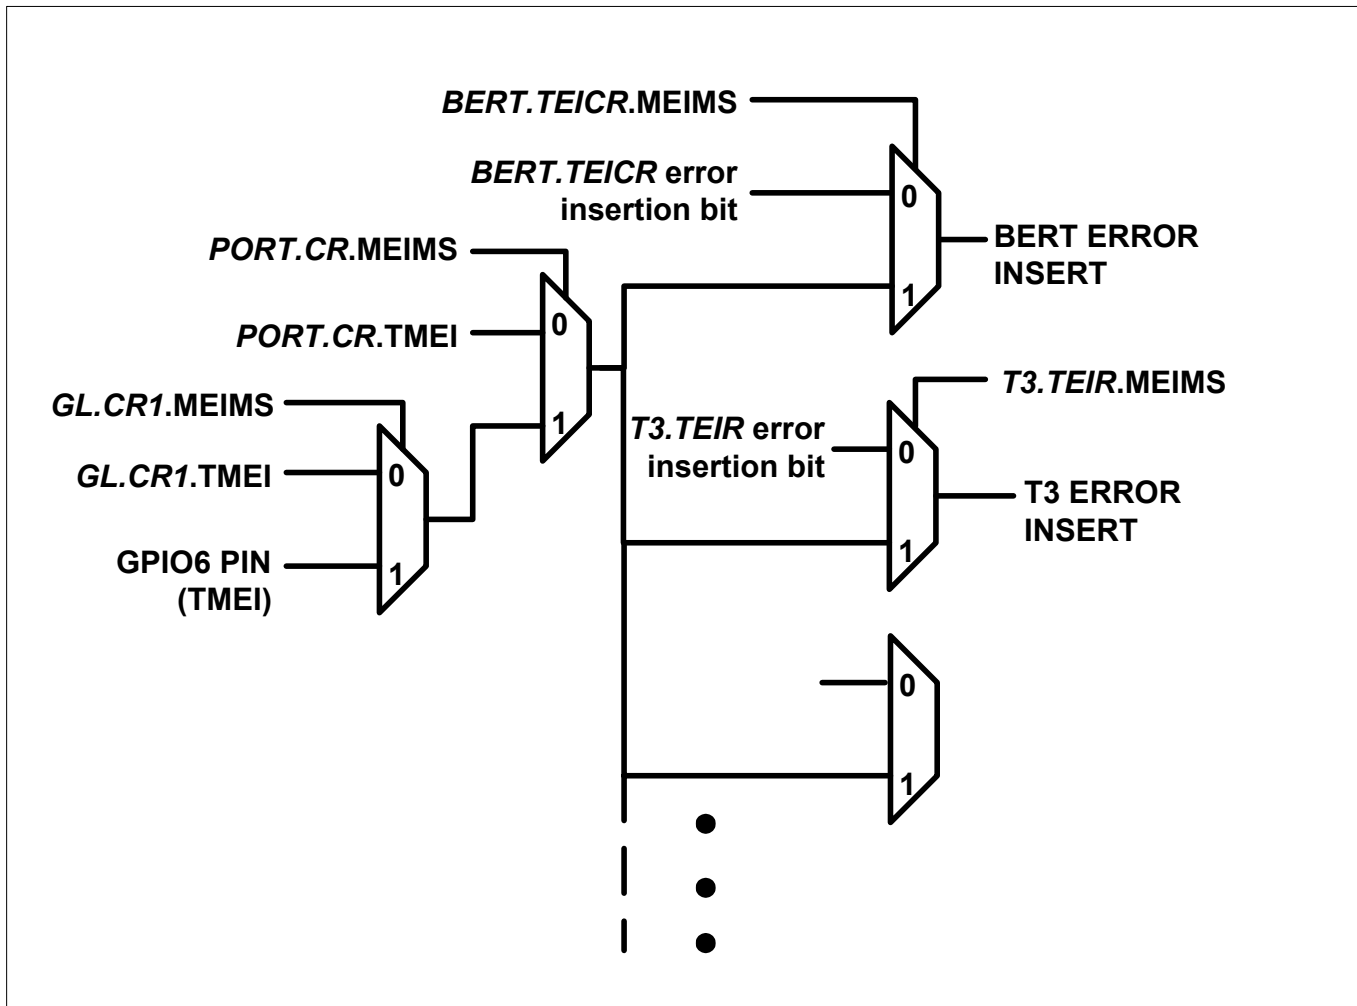 BERT.TEICR.MEIMS
BERT.TEICR error
insertion bit
0
1
BERT ERROR
INSERT
PORT.CR.MEIMS
PORT.CR.TMEI
0
1
GL.CR1.MEIMS
GL.CR1.TMEI
GPIO6 PIN
(TMEI)
0
1
T3.TEIR.MEIMS
T3.TEIR error
insertion bit
0
1
T3 ERROR
INSERT
0
1